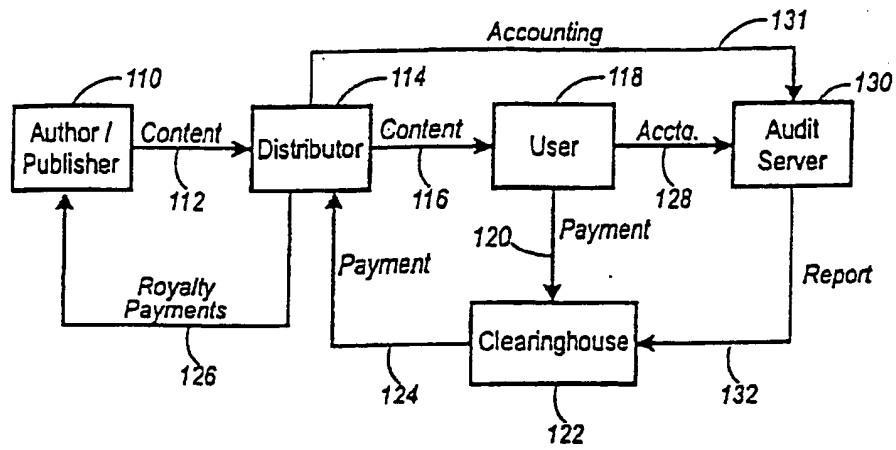 Accounting
131
110
114
118
130
Author /
Publisher
Content
112
Distributor
Content
116
User
Accta.
128
Audit
Server
120
Payment
Payment
Report
Royalty
Payments
126
124
Clearinghouse
122
132